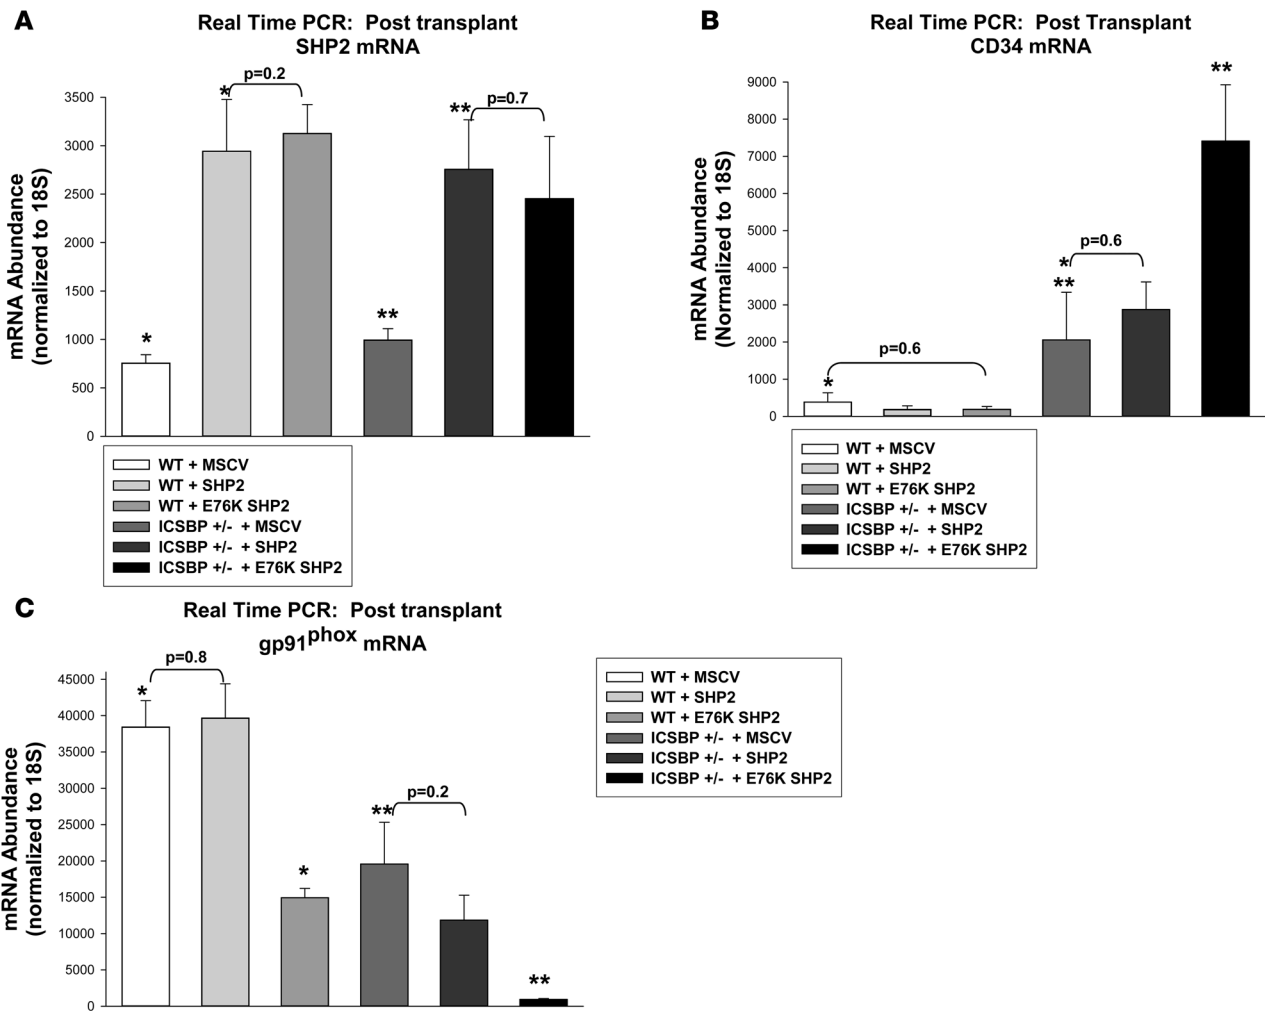 A
Real Time PCR:  Post transplant
SHP2 mRNA
mRNA Abundance
(normalized to 18S)
3500
3000
2500
2000
1500
1000
500
0
*
*
p=0.2
**
**
p=0.7
WT + MSCV
WT + SHP2
WT + E76K SHP2
ICSBP +/-  + MSCV
ICSBP +/-  + SHP2
ICSBP +/-  + E76K SHP2
B
Real Time PCR:  Post Transplant
CD34 mRNA
mRNA Abundance
(Normalized to 18S)
9000
8000
7000
6000
5000
4000
3000
2000
1000
0
*
p=0.6
*
**
p=0.6
**
WT + MSCV
WT + SHP2
WT + E76K SHP2
ICSBP +/-  + MSCV
ICSBP +/-  + SHP2
ICSBP +/-  + E76K SHP2
C
Real Time PCR:  Post transplant
gp91phox mRNA
mRNA Abundance
(normalized to 18S)
45000
40000
35000
30000
25000
20000
15000
10000
5000
0
*
p=0.8
*
**
p=0.2
**
WT + MSCV
WT + SHP2
WT + E76K SHP2
ICSBP +/-  + MSCV
ICSBP +/-  + SHP2
ICSBP +/-  + E76K SHP2